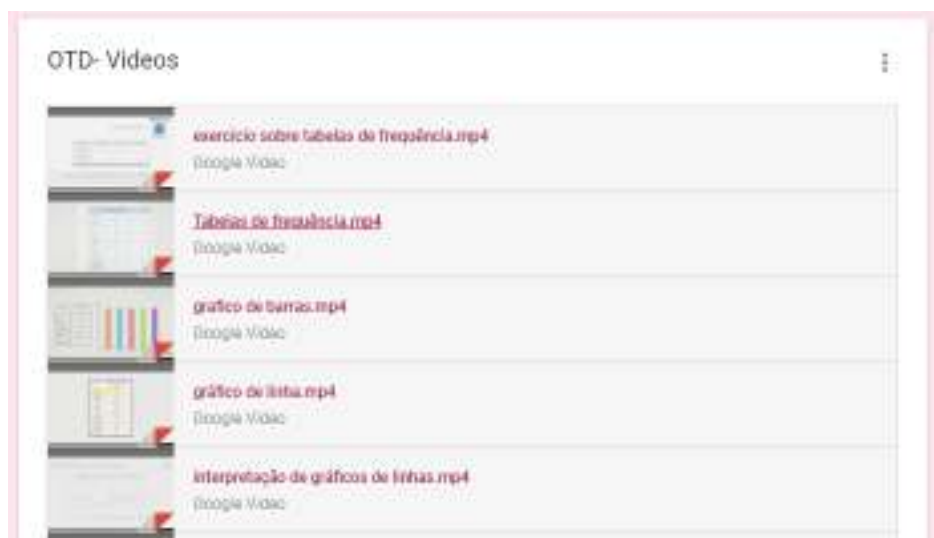 OTD- Videos
exercicio sobre tabelas de frequência.mp4
Google Video
Tabelas de frequência.mp4
Google Video
grafico de barras.mp4
Google Video
gráfico de linha.mp4
Google Video
interpretação de gráficos de linhas.mp4
Google Video